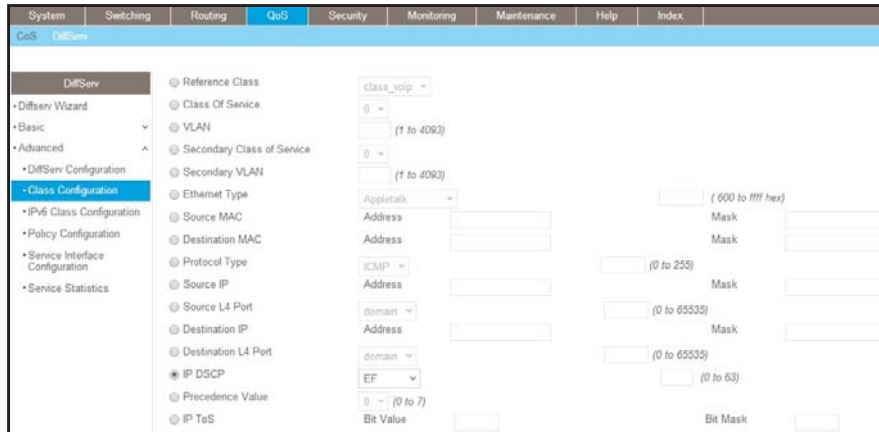 System Switching Routing QoS Security Monitoring Maintenance Help Index
CoS DiffServ
DiffServ
Diffserv Wizard
Basic
Advanced
DiffServ Configuration
Class Configuration
IPv6 Class Configuration
Policy Configuration
Service Interface
Configuration
Service Statistics
Reference Class class_voip
Class Of Service 0
VLAN (1 to 4093)
Secondary Class of Service 0
Secondary VLAN (1 to 4093)
Ethernet Type Appletalk ( 600 to ffff hex)
Source MAC Address Mask
Destination MAC Address Mask
Protocol Type ICMP (0 to 255)
Source IP Address Mask
Source L4 Port domain (0 to 65535)
Destination IP Address Mask
Destination L4 Port domain (0 to 65535)
IP DSCP EF (0 to 63)
Precedence Value 0 (0 to 7)
IP ToS Bit Value Bit Mask